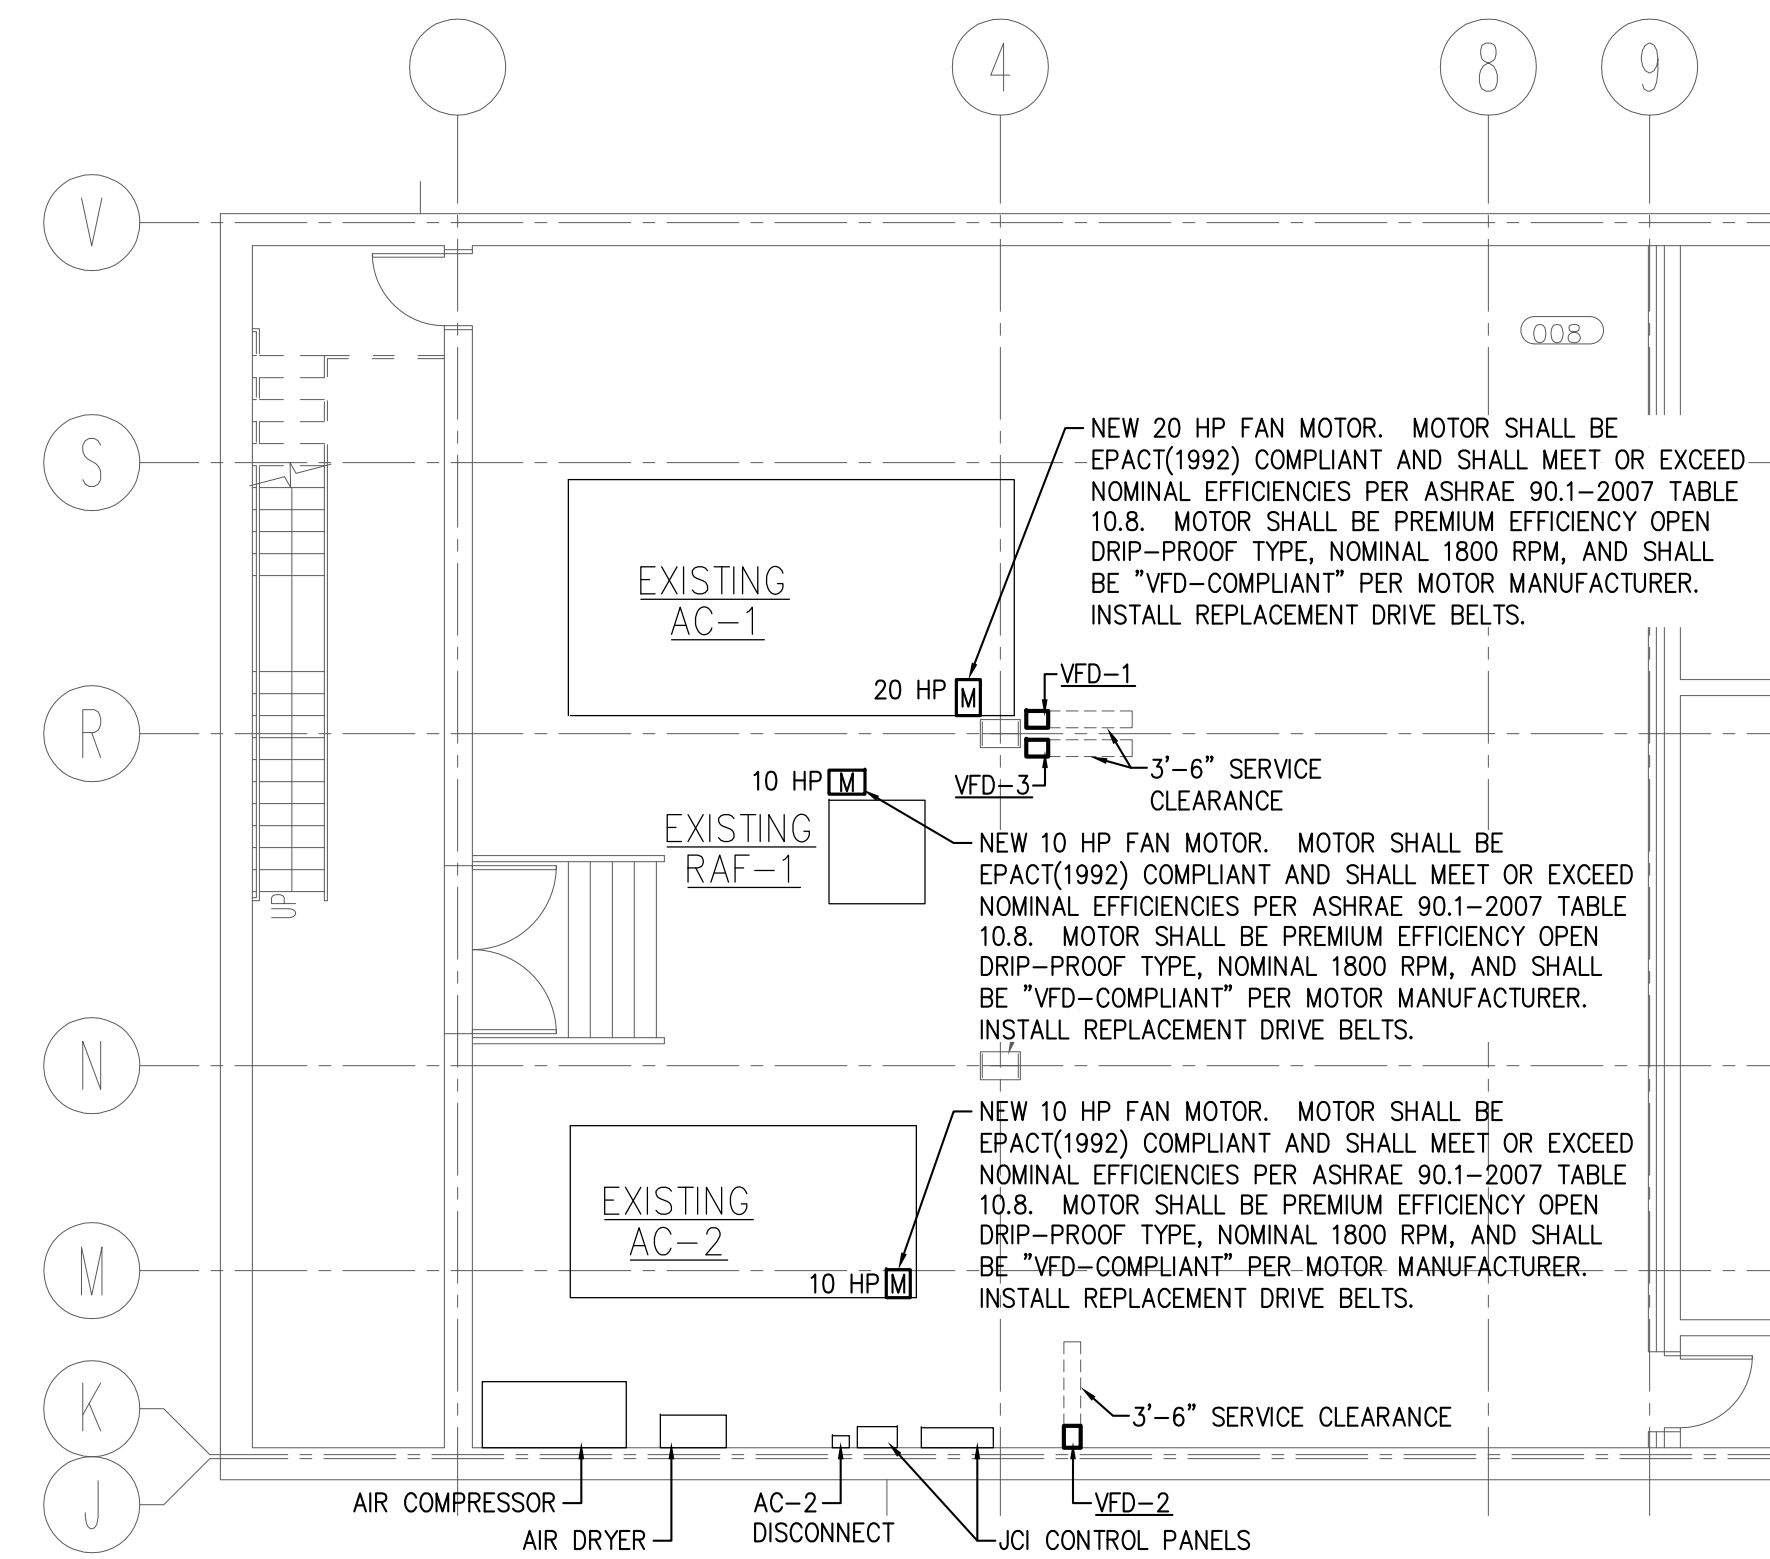 4
8
9
V
S
R
N
M
K
J
008
NEW 20 HP FAN MOTOR. MOTOR SHALL BE
EPACT(1992) COMPLIANT AND SHALL MEET OR EXCEED
NOMINAL EFFICIENCIES PER ASHRAE 90.1-2007 TABLE
10.8. MOTOR SHALL BE PREMIUM EFFICIENCY OPEN
DRIP-PROOF TYPE, NOMINAL 1800 RPM, AND SHALL
BE "VFD-COMPLIANT" PER MOTOR MANUFACTURER.
INSTALL REPLACEMENT DRIVE BELTS.
EXISTING
AC-1
20 HP M
VFD-1
VFD-3
3'-6" SERVICE
CLEARANCE
10 HP M
EXISTING
RAF-1
NEW 10 HP FAN MOTOR. MOTOR SHALL BE
EPACT(1992) COMPLIANT AND SHALL MEET OR EXCEED
NOMINAL EFFICIENCIES PER ASHRAE 90.1-2007 TABLE
10.8. MOTOR SHALL BE PREMIUM EFFICIENCY OPEN
DRIP-PROOF TYPE, NOMINAL 1800 RPM, AND SHALL
BE "VFD-COMPLIANT" PER MOTOR MANUFACTURER.
INSTALL REPLACEMENT DRIVE BELTS.
UP
NEW 10 HP FAN MOTOR. MOTOR SHALL BE
EPACT(1992) COMPLIANT AND SHALL MEET OR EXCEED
NOMINAL EFFICIENCIES PER ASHRAE 90.1-2007 TABLE
10.8. MOTOR SHALL BE PREMIUM EFFICIENCY OPEN
DRIP-PROOF TYPE, NOMINAL 1800 RPM, AND SHALL
BE "VFD-COMPLIANT" PER MOTOR MANUFACTURER.
INSTALL REPLACEMENT DRIVE BELTS.
EXISTING
AC-2
10 HP M
3'-6" SERVICE CLEARANCE
AIR COMPRESSOR
AIR DRYER
AC-2
DISCONNECT
JCI CONTROL PANELS
VFD-2